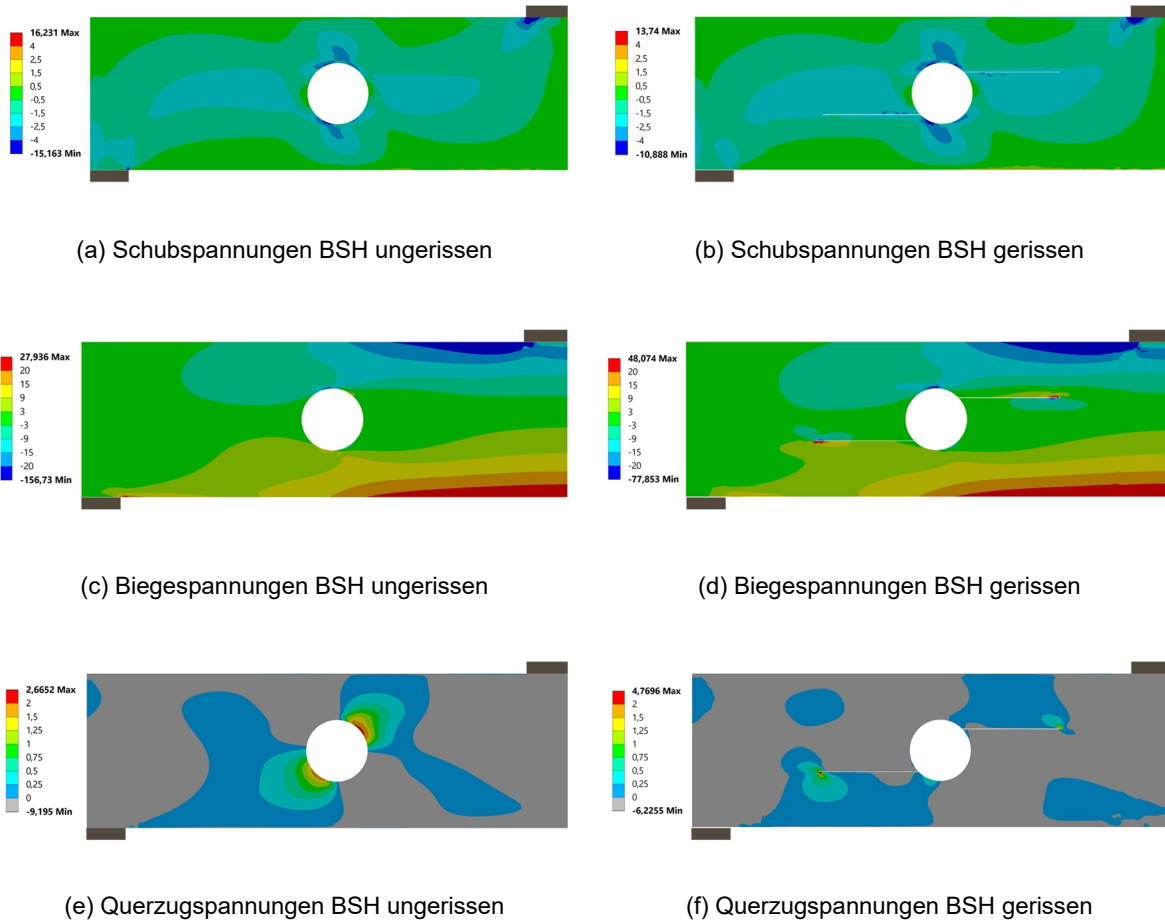 16,231 Max
4
2,5
1,5
0,5
-0,5
-1,5
-2,5
-4
-15,163 Min
13,74 Max
4
2,5
1,5
0,5
-0,5
-1,5
-2,5
-4
-10,888 Min
(a) Schubspannungen BSH ungerissen
(b) Schubspannungen BSH gerissen
27,936 Max
20
15
9
3
-3
-9
-15
-20
-156,73 Min
48,074 Max
20
15
9
3
-3
-9
-15
-20
-77,853 Min
(c) Biegespannungen BSH ungerissen
(d) Biegespannungen BSH gerissen
2,6652 Max
2
1,5
1,25
1
0,75
0,5
0,25
0
-9,195 Min
4,7696 Max
2
1,5
1,25
1
0,75
0,5
0,25
0
-6,2255 Min
(e) Querzugspannungen BSH ungerissen
(f) Querzugspannungen BSH gerissen